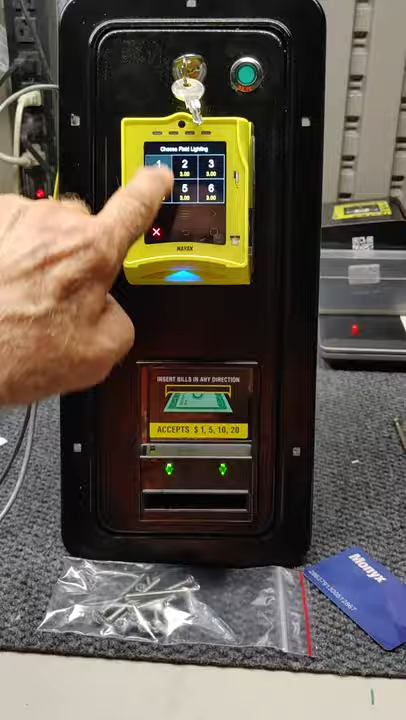 Choose Field Lighting
1 2 3
3.00 3.00
5 6
3.00 3.00
NAYAX
INSERT BILLS IN ANY DIRECTION
ACCEPTS $ 1, 5, 10, 20
Monyx